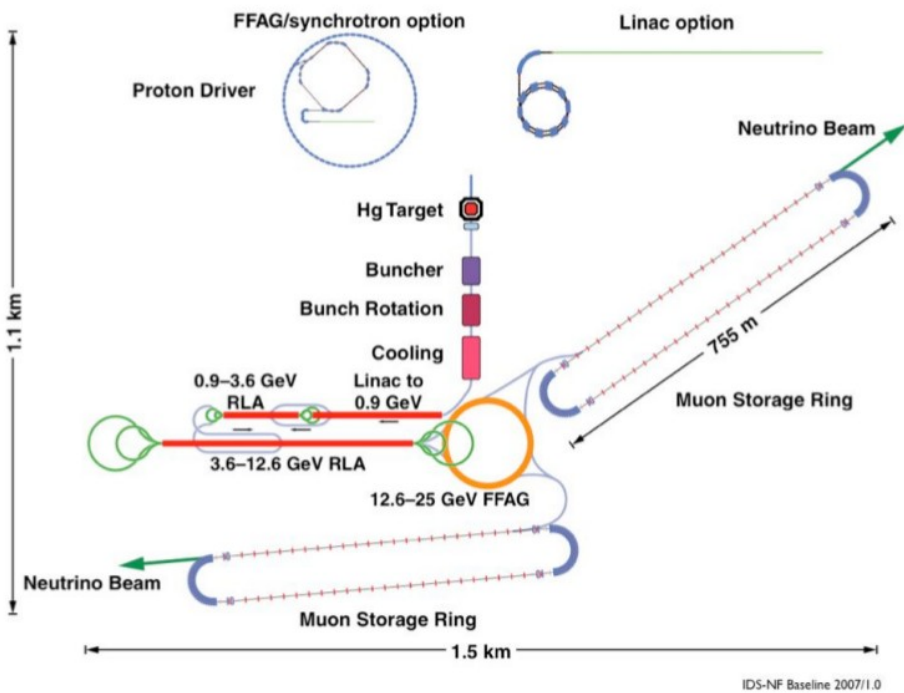 FFAG/synchrotron option
Linac option
Proton Driver
Neutrino Beam
Hg Target
Buncher
Bunch Rotation
Cooling
1.1 km
755 m
0.9–3.6 GeV
RLA
Linac to
0.9 GeV
Muon Storage Ring
3.6–12.6 GeV RLA
12.6–25 GeV FFAG
Neutrino Beam
Muon Storage Ring
1.5 km
IDS-NF Baseline 2007/1.0